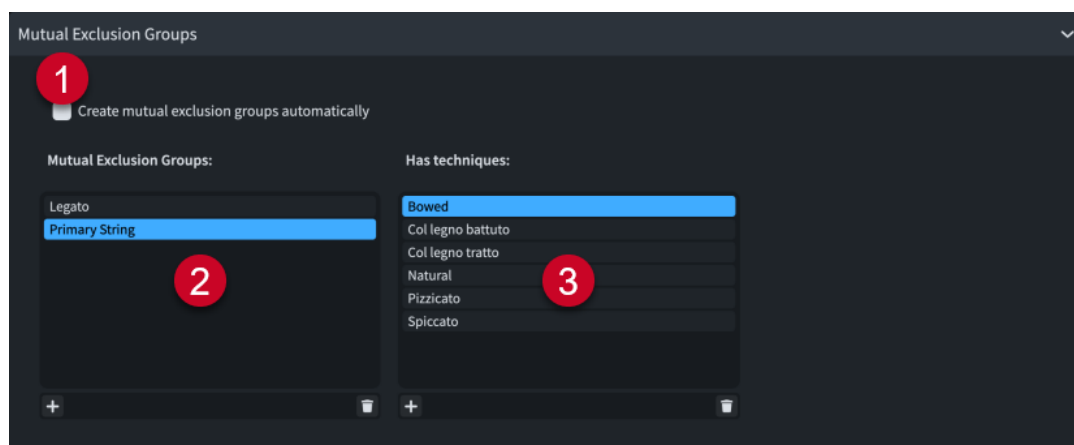 Mutual Exclusion Groups
1
Create mutual exclusion groups automatically
Mutual Exclusion Groups:
Has techniques:
Legato
Primary String
2
Bowed
Col legno battuto
Col legno tratto
Natural
Pizzicato
Spiccato
3